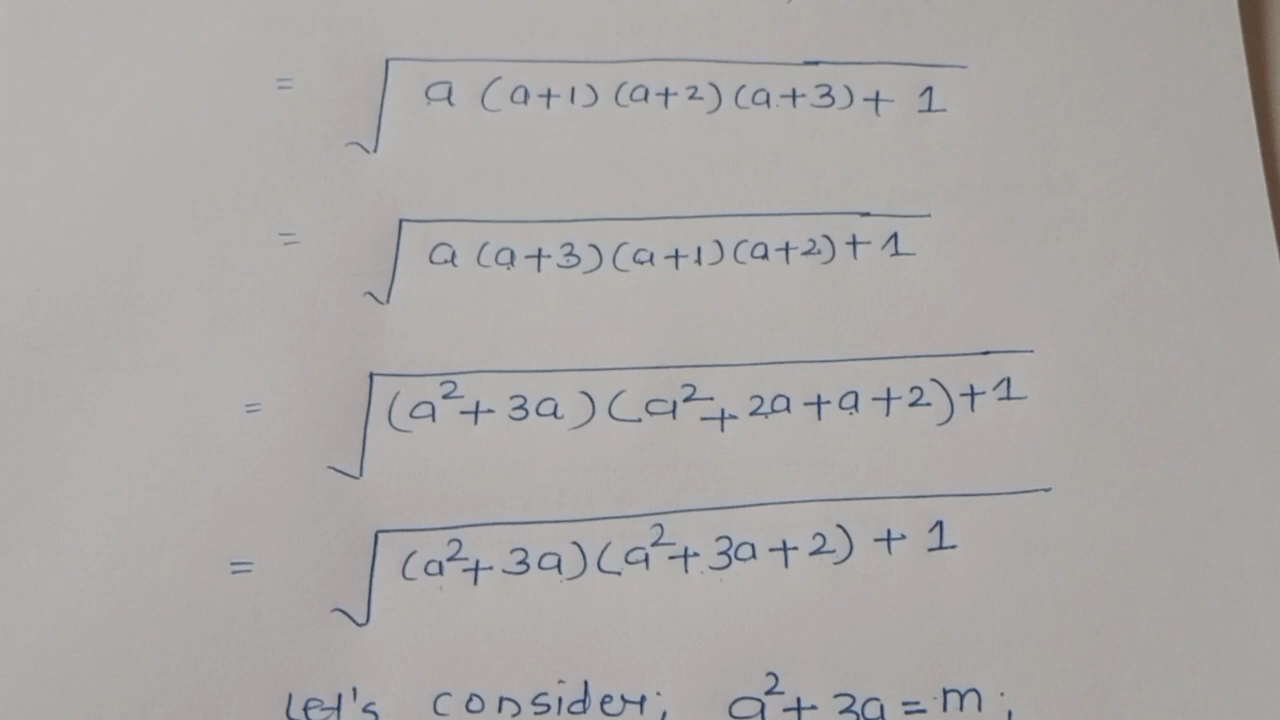 = √a (a+1) (a+2) (a+3) + 1
= √a (a+3) (a+1) (a+2) + 1
= √(a²+ 3a) (a²+ 2a + a + 2) + 1
= √(a²+ 3a) (a²+ 3a + 2) + 1
Let's consider; a²+ 3a = m;